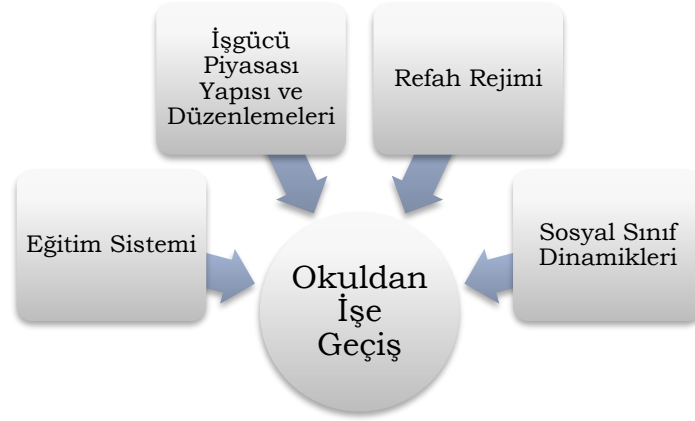 İşgücü
Piyasası
Yapısı ve
Düzenlemeleri
Refah Rejimi
Eğitim Sistemi
Sosyal Sınıf
Dinamikleri
Okuldan
İşe
Geçiş